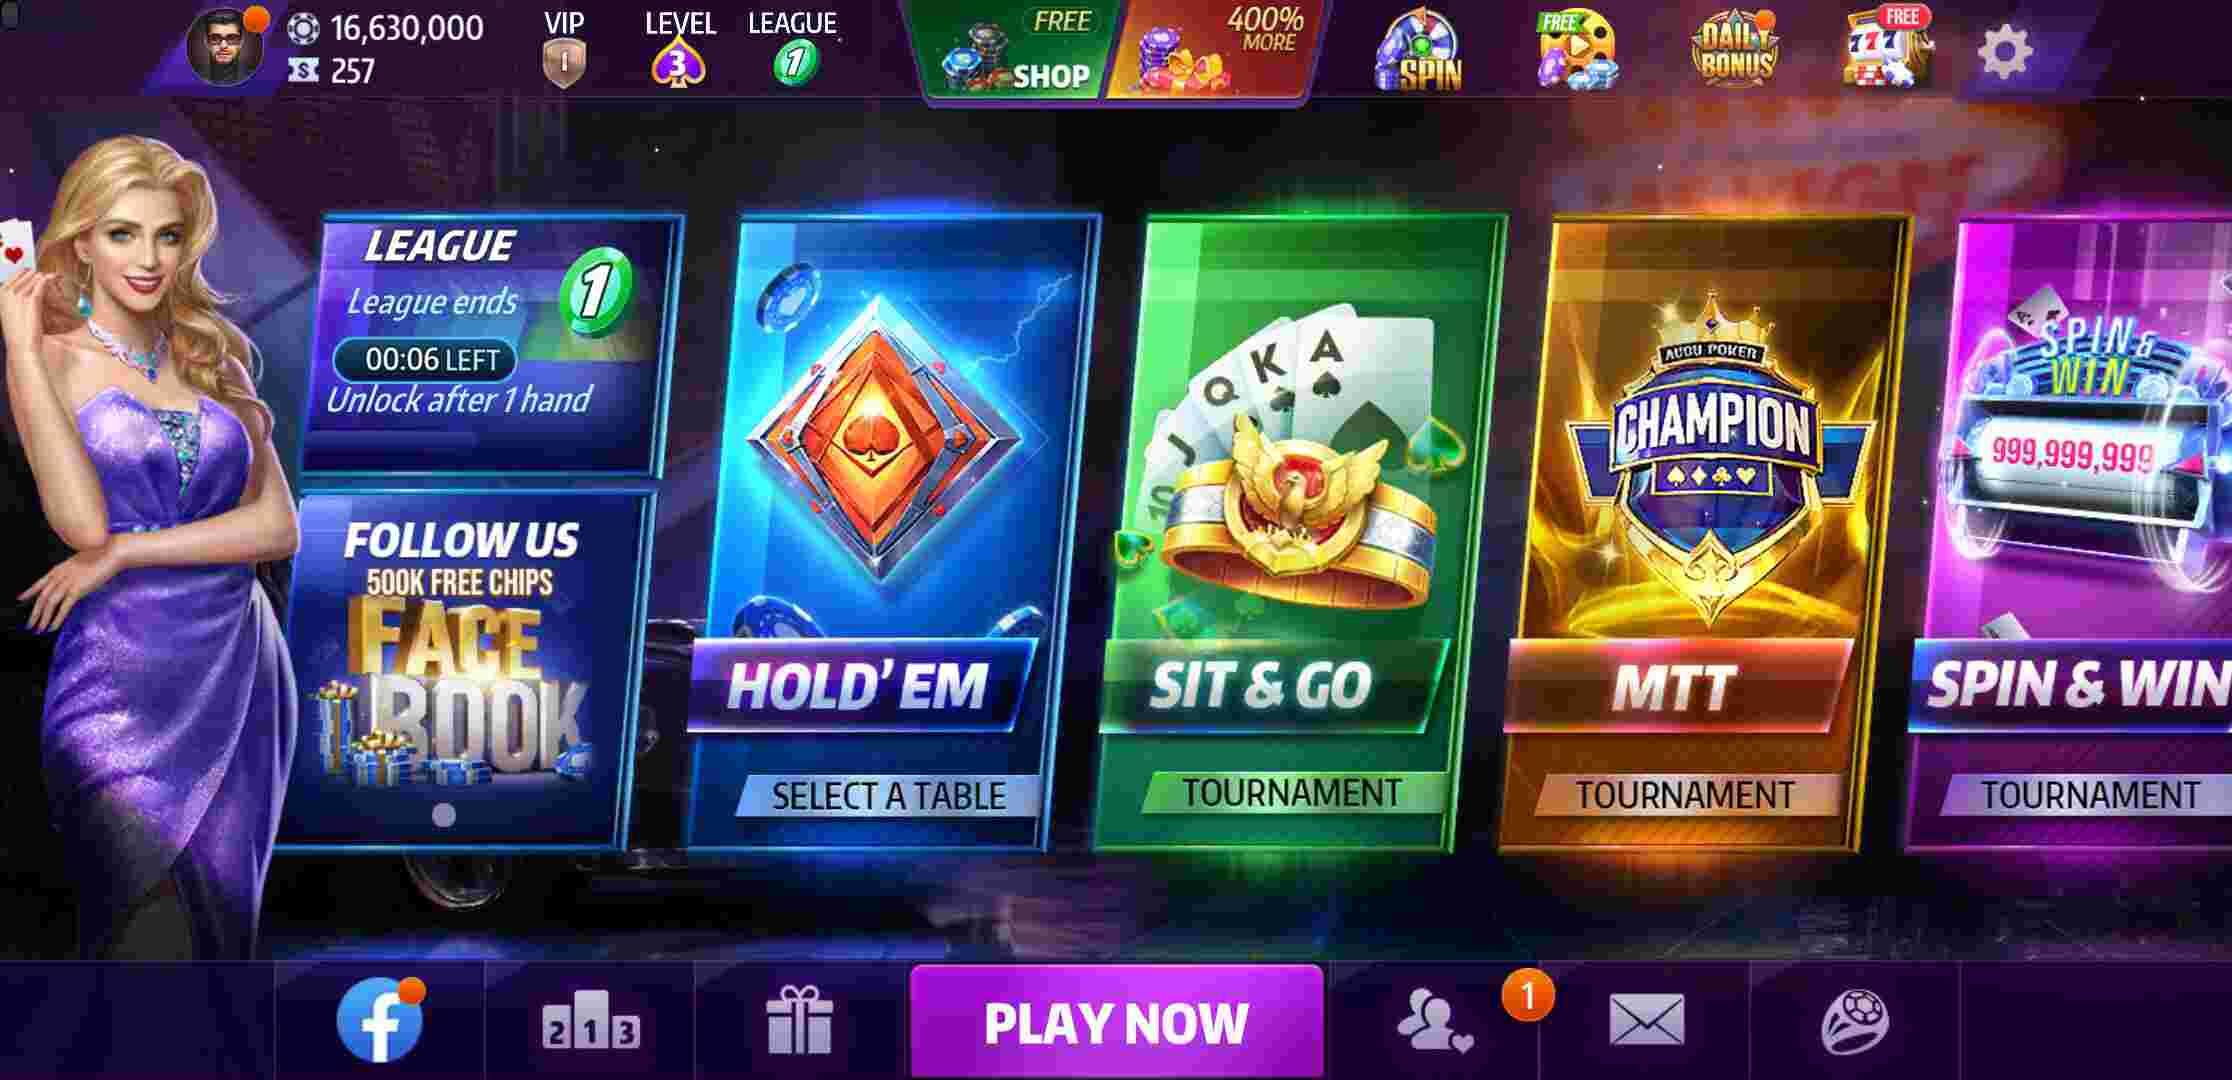 16,630,000
257
VIP
1
LEVEL
3
LEAGUE
1
FREE
SHOP
400%
MORE
SPIN
FREE
DAILY
BONUS
FREE
777
LEAGUE
League ends
00:06 LEFT
Unlock after 1 hand
1
FOLLOW US
500K FREE CHIPS
FACE
BOOK
HOLD' EM
SELECT A TABLE
10 J Q K A
SIT & GO
TOURNAMENT
AUDU POKER
CHAMPION
MTT
TOURNAMENT
SPIN &
WIN
999,999,999
SPIN & WIN
TOURNAMENT
2 1 3
PLAY NOW
1